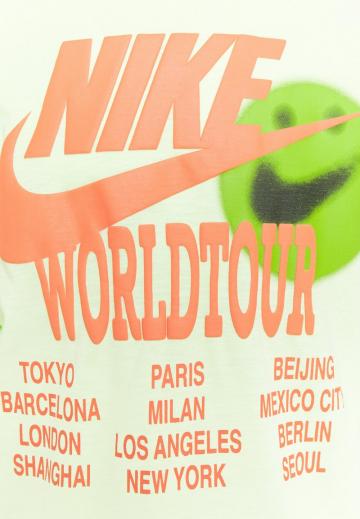 NIKE
WORLDTOUR
TOKYO
BARCELONA
LONDON
SHANGHAI
PARIS
MILAN
LOS ANGELES
NEW YORK
BEIJING
MEXICO CITY
BERLIN
SEOUL